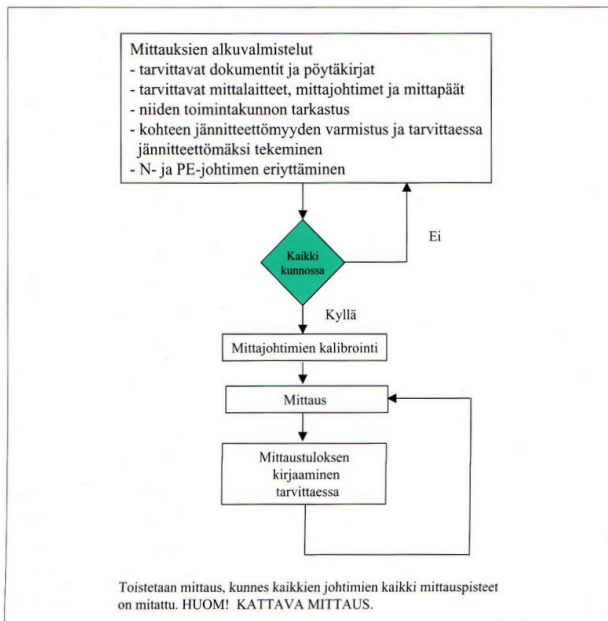 Mittauksien alkuvalmistelut
- tarvittavat dokumentit ja pöytäkirjat
- tarvittavat mittalaitteet, mittajohtimet ja mittapäät
- niiden toimintakunnon tarkastus
- kohteen jännitteettömyyden varmistus ja tarvittaessa
jännitteettömäksi tekeminen
- N- ja PE-johtimen eriyttäminen
Ei
Kaikki
kunnossa
Kyllä
Mittajohtimien kalibrointi
Mittaus
Mittaustuloksen
kirjaaminen
tarvittaessa
Toistetaan mittaus, kunnes kaikkien johtimien kaikki mittauspisteet
on mitattu. HUOM! KATTAVA MITTAUS.